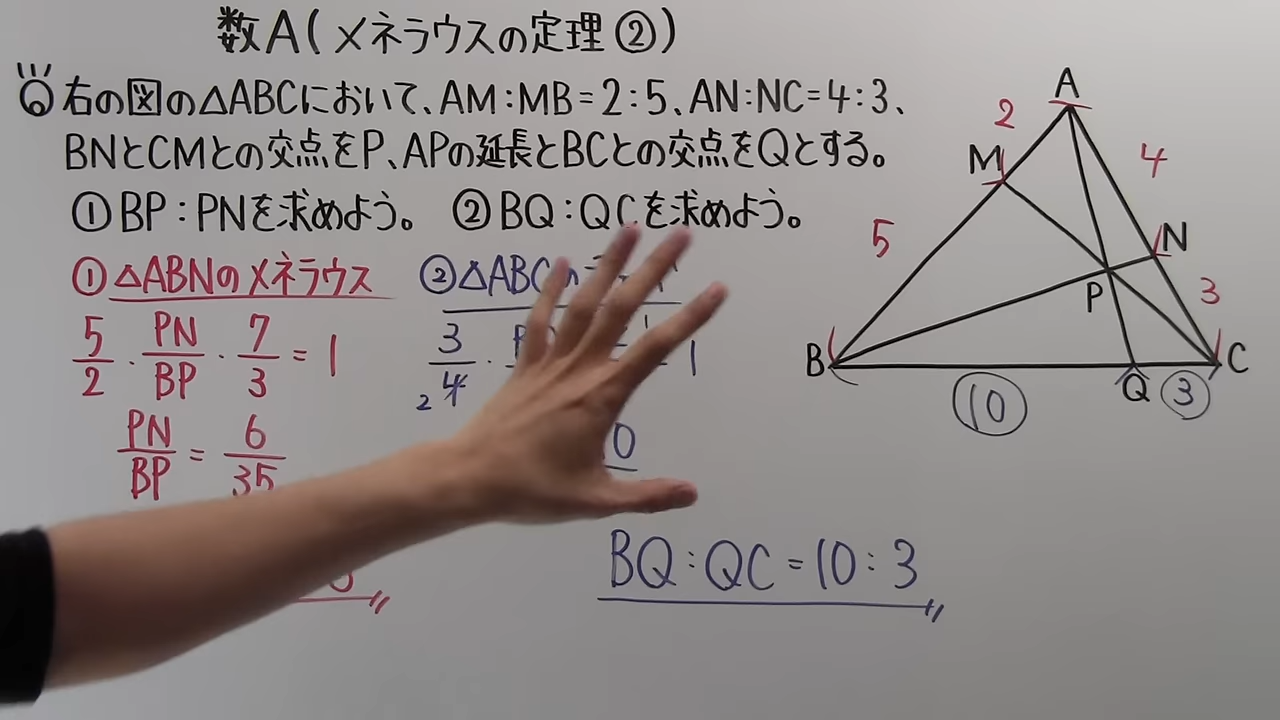 数A(メネラウスの定理②)
右の図の△ABCにおいて、AM:MB=2:5、AN:NC=4:3、
BNとCMとの交点をP、APの延長とBCとの交点をQとする。
①BP:PNを求めよう。 ②BQ:QCを求めよう。
①△ABNのメネラウス
5/2 · PN/BP · 7/3 = 1
PN/BP = 6/35
②△ABC
3/4 ·
2
1
BQ:QC=10:3
A
2
M
4
5
N
P
3
B
Q
C
10
3